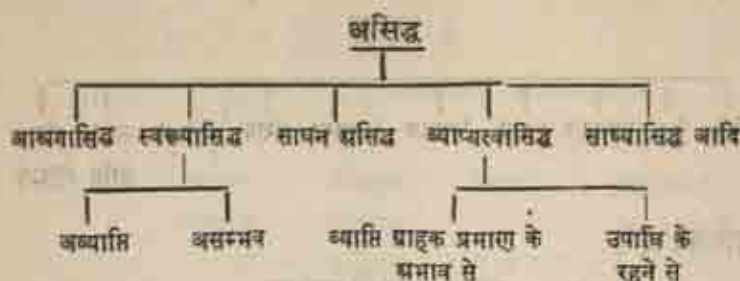 असिद्ध
आश्रयासिद्ध स्वरूपासिद्ध साधन असिद्ध व्याप्यत्वासिद्ध साध्यासिद्ध आदि
अव्याप्ति असम्भव व्याप्ति ग्राहक प्रमाण के उपाधि के
अभाव से रहने से